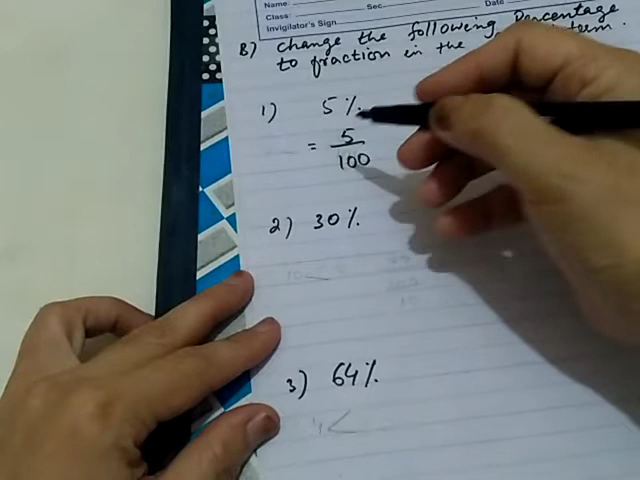 Name:
Class: Sec. Date
Invigilator's Sign
B) Change the following Percentage
to fraction in the term.
1) 5%.
= 5/100
2) 30%.
3) 64%.